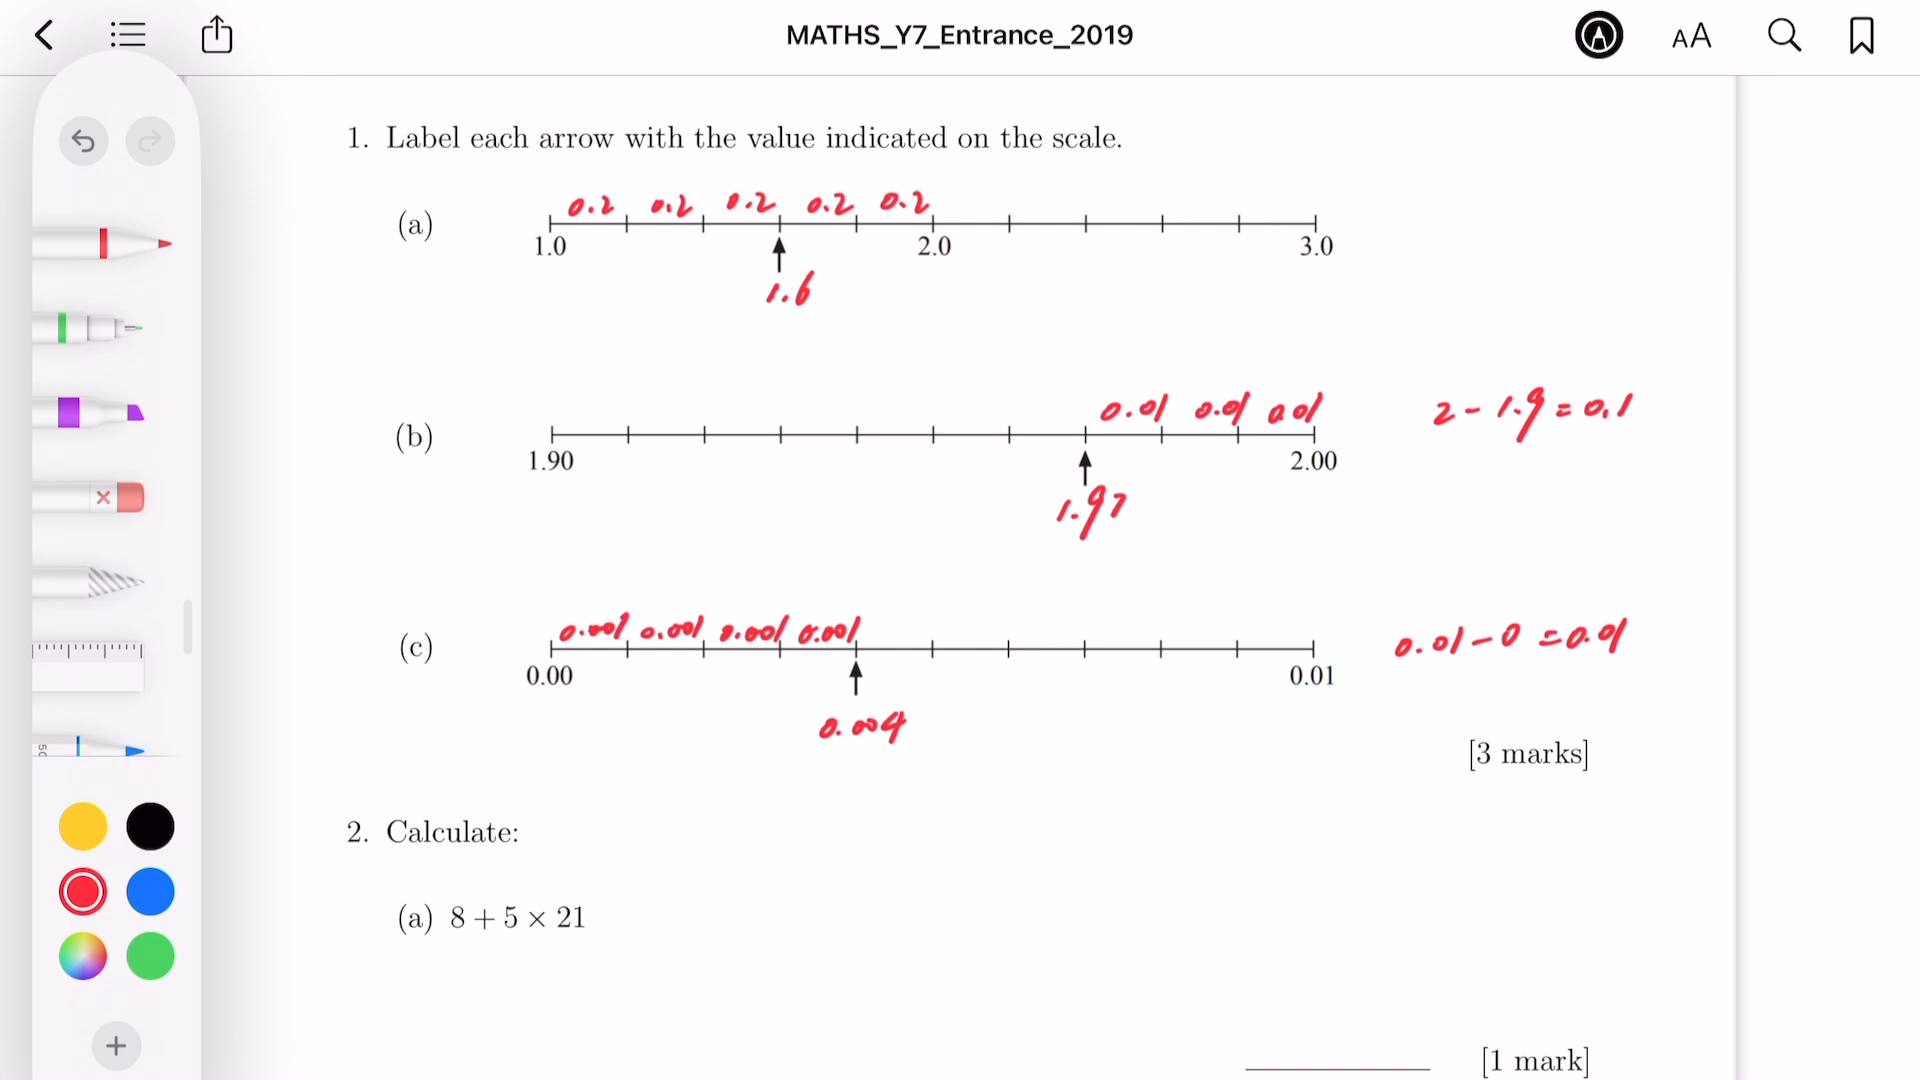 MATHS_Y7_Entrance_2019
AA
1. Label each arrow with the value indicated on the scale.
0.2 0.2 0.2 0.2 0.2
(a)
1.0 2.0 3.0
1.6
0.01 0.01 0.01 2 - 1.9 = 0.1
(b)
1.90 2.00
1.97
0.001 0.001 0.001 0.001
(c) 0.01 - 0 = 0.01
0.00 0.01
0.004
[3 marks]
50
2. Calculate:
(a) 8 + 5 × 21
[1 mark]